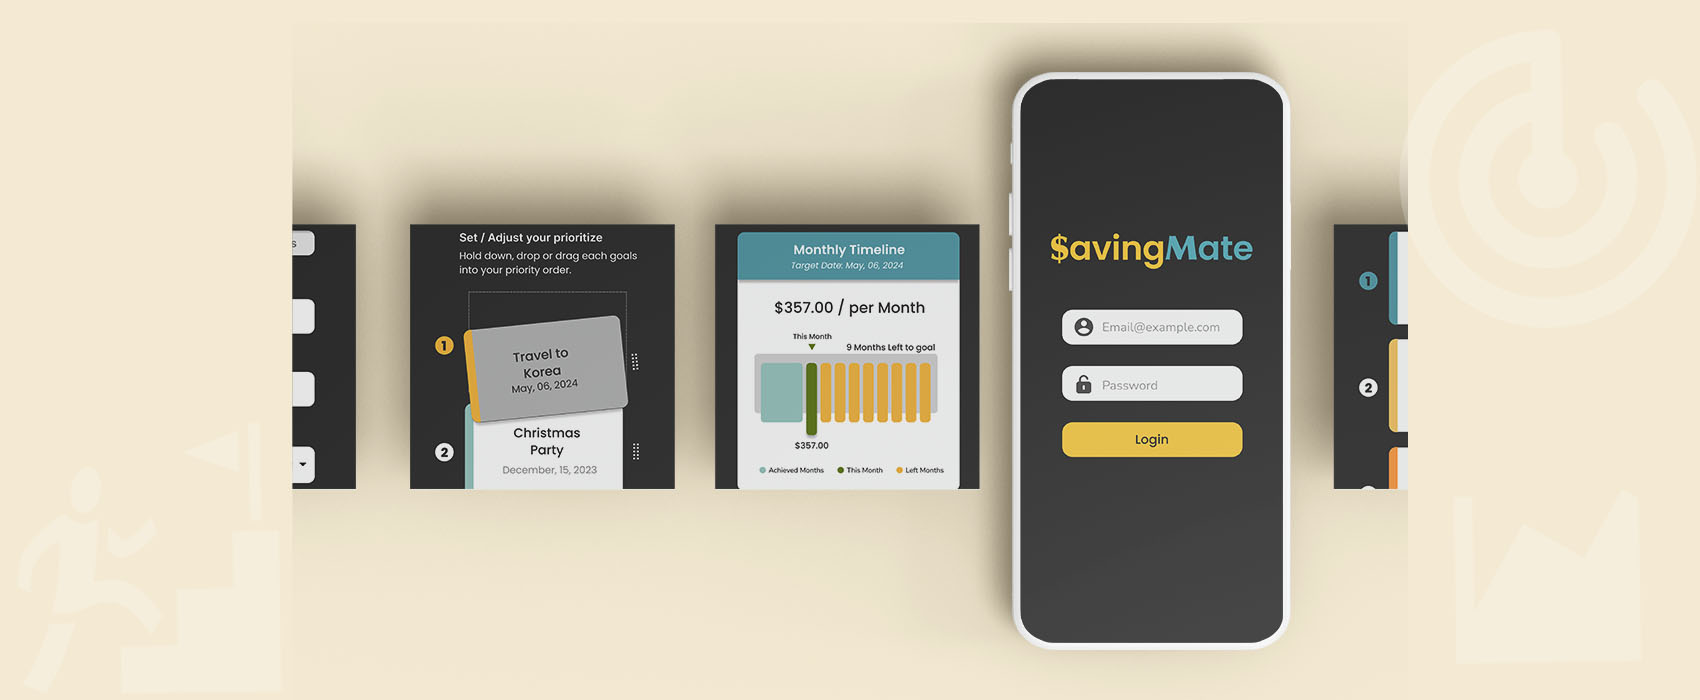 s
Set / Adjust your prioritize
Hold down, drop or drag each goals
into your priority order.
1
Travel to
Korea
May, 06, 2024
2
Christmas
Party
December, 15, 2023
Monthly Timeline
Target Date: May, 06, 2024
$357.00 / per Month
This Month
9 Months Left to goal
$357.00
Achieved Months
This Month
Left Months
$avingMate
Email@example.com
Password
Login
1
2